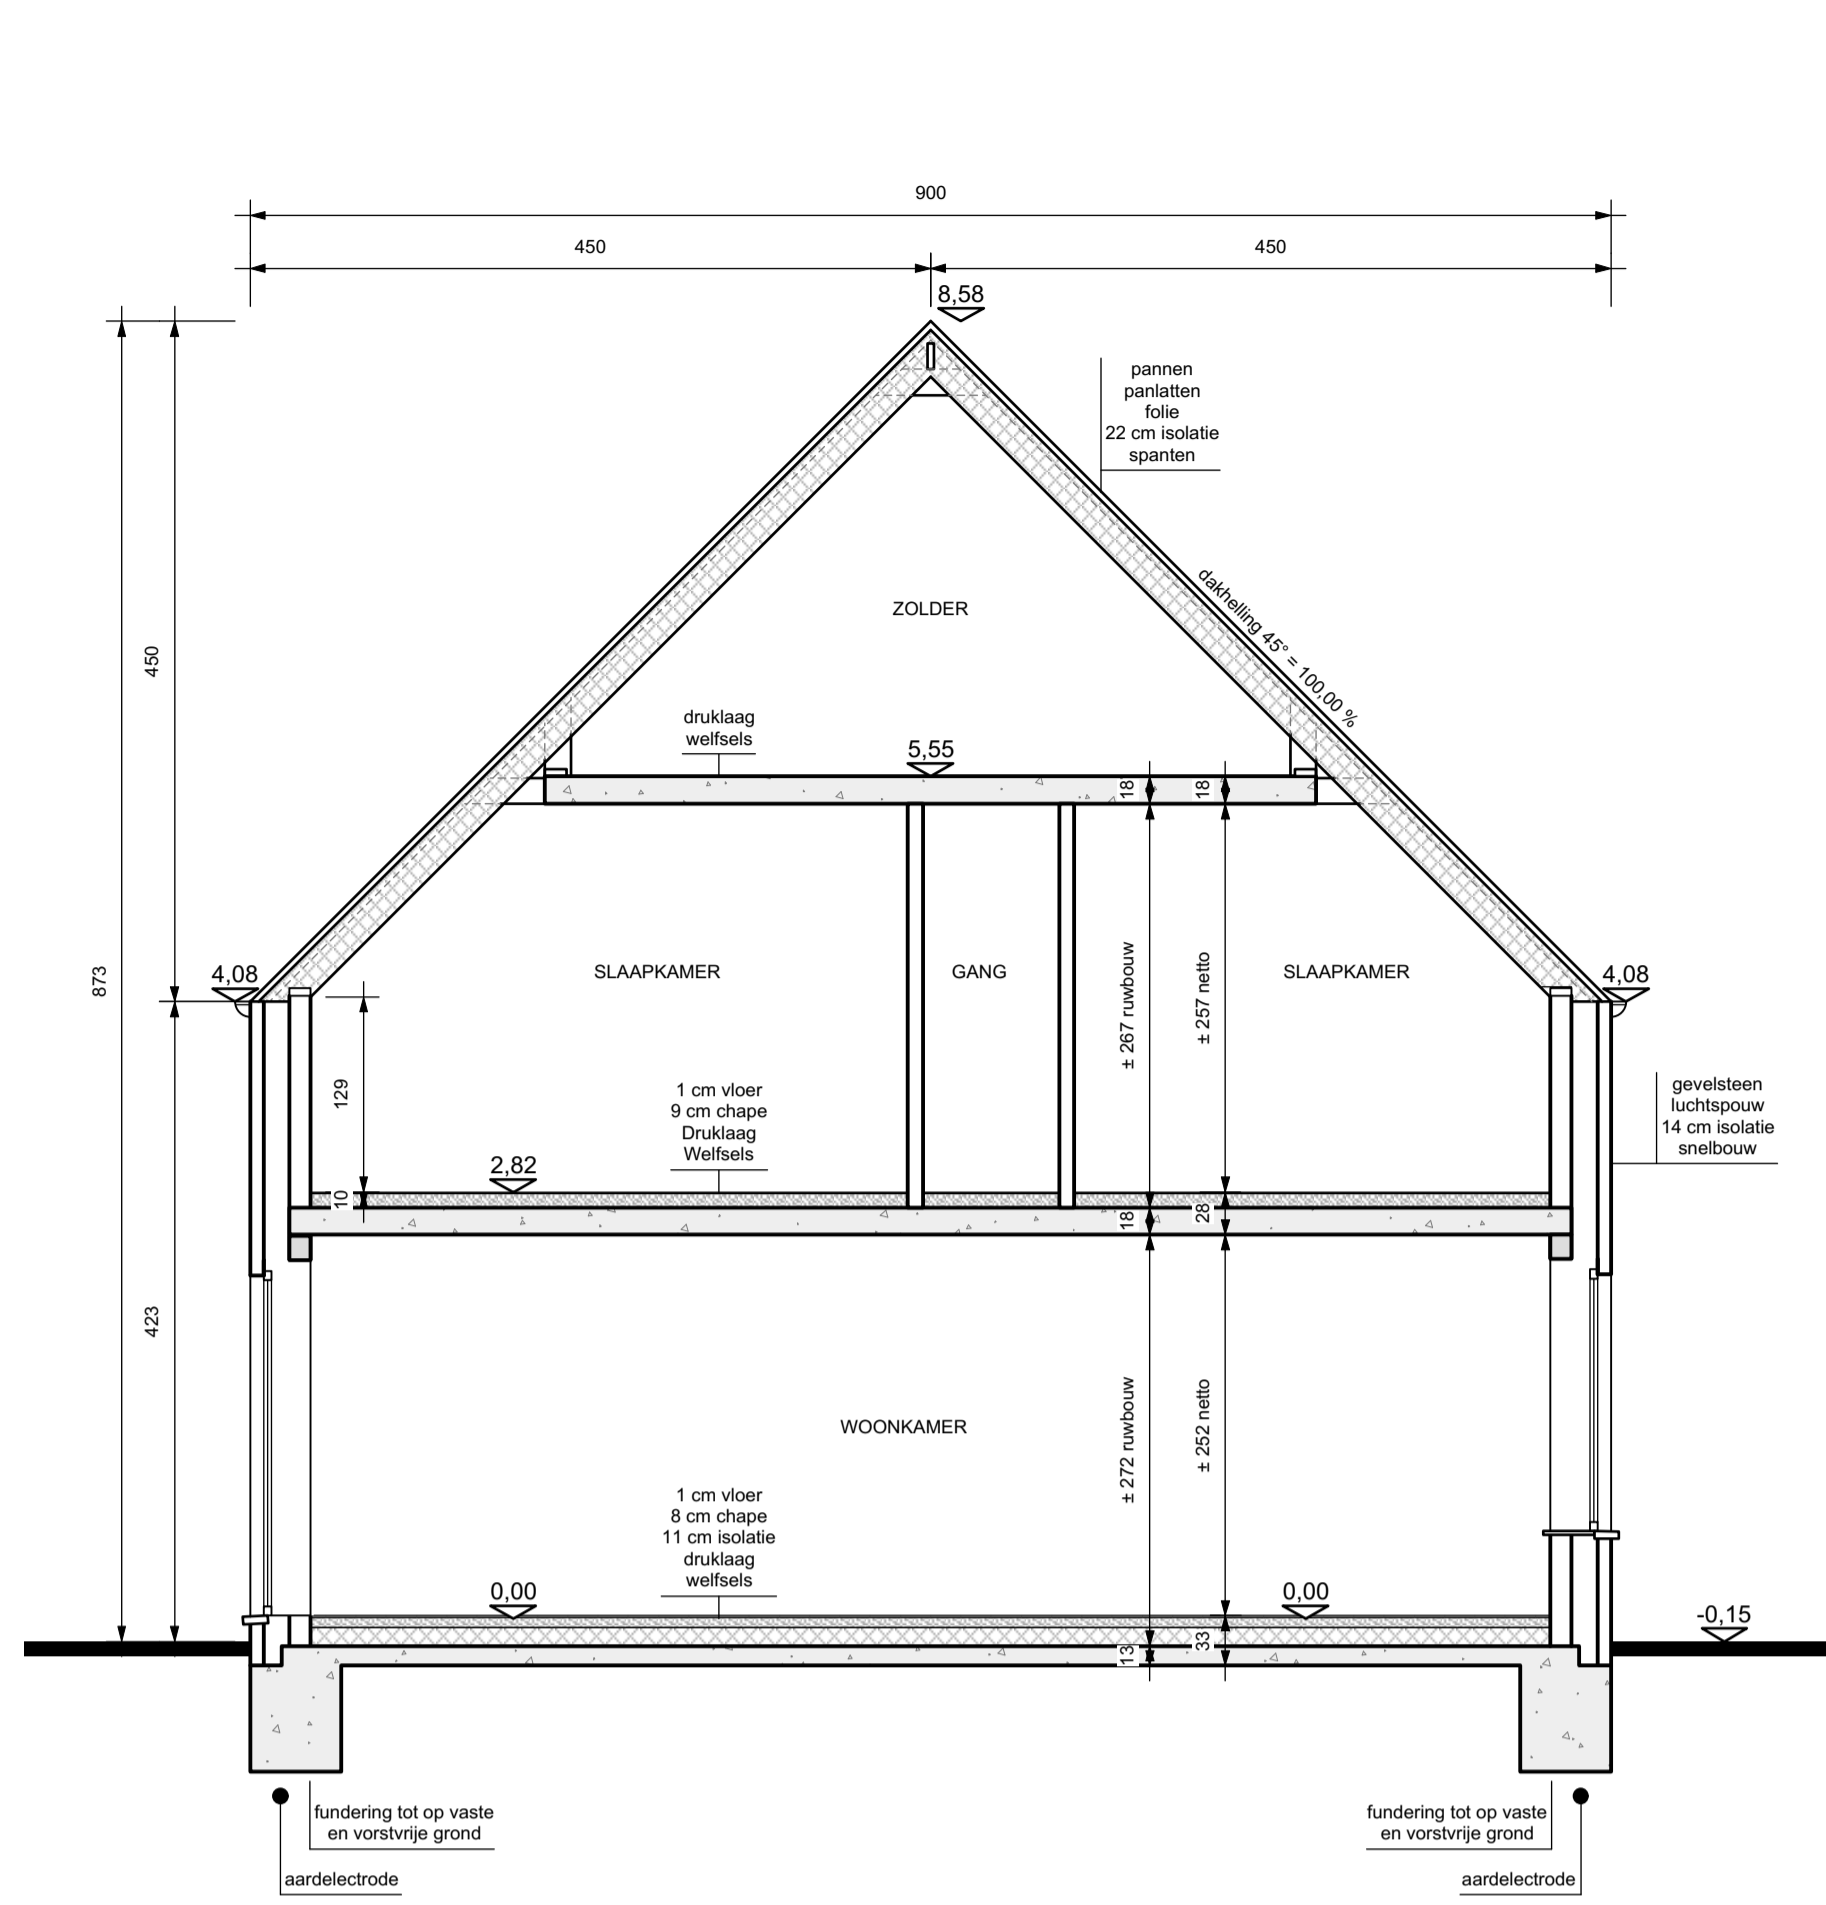 900
450
450
8,58
pannen
panlatten
folie
22 cm isolatie
spanten
dakhelling 45° = 100,00 %
ZOLDER
450
druklaag
welfsels
5,55
18
18
873
4,08
SLAAPKAMER
GANG
± 267 ruwbouw
± 257 netto
SLAAPKAMER
4,08
129
1 cm vloer
9 cm chape
Druklaag
Welfsels
gevelsteen
luchtspouw
14 cm isolatie
snelbouw
2,82
10
18
28
423
WOONKAMER
± 272 ruwbouw
± 252 netto
1 cm vloer
8 cm chape
11 cm isolatie
druklaag
welfsels
0,00
0,00
-0,15
13
33
fundering tot op vaste
en vorstvrije grond
aardelectrode
fundering tot op vaste
en vorstvrije grond
aardelectrode